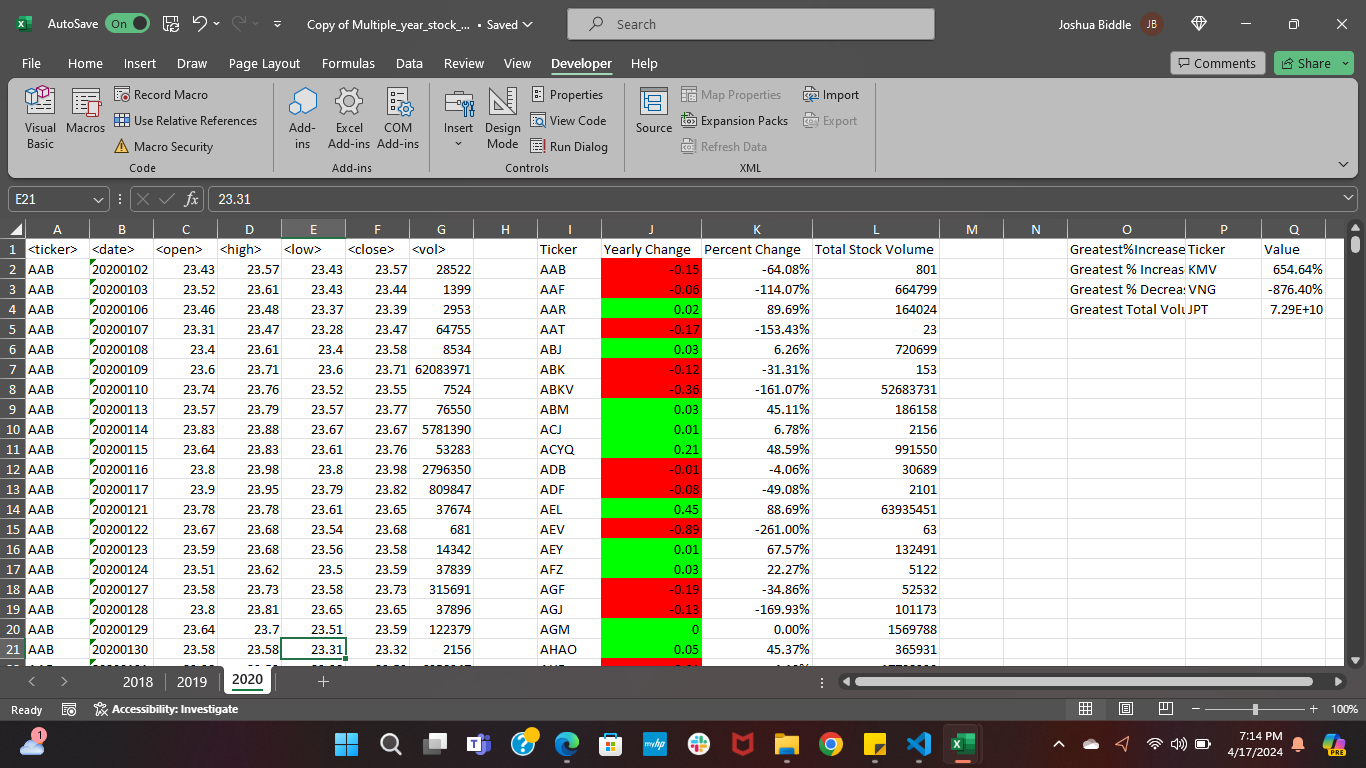 AutoSave On Copy of Multiple_year_stock_... • Saved Search Joshua Biddle JB
File Home Insert Draw Page Layout Formulas Data Review View Developer Help Comments Share
Visual Basic Macros Record Macro Use Relative References Macro Security Code
Add-ins Excel Add-ins COM Add-ins Add-ins
Insert Design Mode Properties View Code Run Dialog Controls
Source Map Properties Expansion Packs Refresh Data Import Export XML
E21 fx 23.31
A B C D E F G H I J K L M N O P Q
1 <ticker> <date> <open> <high> <low> <close> <vol> Ticker Yearly Change Percent Change Total Stock Volume Greatest%Increase Ticker Value
2 AAB 20200102 23.43 23.57 23.43 23.57 28522 AAB -0.15 -64.08% 801 Greatest % Increas KMV 654.64%
3 AAB 20200103 23.52 23.61 23.43 23.44 1399 AAF -0.06 -114.07% 664799 Greatest % Decrea VNG -876.40%
4 AAB 20200106 23.46 23.48 23.37 23.39 2953 AAR 0.02 89.69% 164024 Greatest Total Volu JPT 7.29E+10
5 AAB 20200107 23.31 23.47 23.28 23.47 64755 AAT -0.17 -153.43% 23
6 AAB 20200108 23.4 23.61 23.4 23.58 8534 ABJ 0.03 6.26% 720699
7 AAB 20200109 23.6 23.71 23.6 23.71 62083971 ABK -0.12 -31.31% 153
8 AAB 20200110 23.74 23.76 23.52 23.55 7524 ABKV -0.36 -161.07% 52683731
9 AAB 20200113 23.57 23.79 23.57 23.77 76550 ABM 0.03 45.11% 186158
10 AAB 20200114 23.83 23.88 23.67 23.67 5781390 ACJ 0.01 6.78% 2156
11 AAB 20200115 23.64 23.83 23.61 23.76 53283 ACYQ 0.21 48.59% 991550
12 AAB 20200116 23.8 23.98 23.8 23.98 2796350 ADB -0.01 -4.06% 30689
13 AAB 20200117 23.9 23.95 23.79 23.82 809847 ADF -0.08 -49.08% 2101
14 AAB 20200121 23.78 23.78 23.61 23.65 37674 AEL 0.45 88.69% 63935451
15 AAB 20200122 23.67 23.68 23.54 23.68 681 AEV -0.89 -261.00% 63
16 AAB 20200123 23.59 23.68 23.56 23.58 14342 AEY 0.01 67.57% 132491
17 AAB 20200124 23.51 23.62 23.5 23.59 37839 AFZ 0.03 22.27% 5122
18 AAB 20200127 23.58 23.73 23.58 23.73 315691 AGF -0.19 -34.86% 52532
19 AAB 20200128 23.8 23.81 23.65 23.65 37896 AGJ -0.13 -169.93% 101173
20 AAB 20200129 23.64 23.7 23.51 23.59 122379 AGM 0 0.00% 1569788
21 AAB 20200130 23.58 23.58 23.31 23.32 2156 AHAO 0.05 45.37% 365931
2018 2019 2020
Ready Accessibility: Investigate 100%
1 myhp 7:14 PM
4/17/2024 PRE